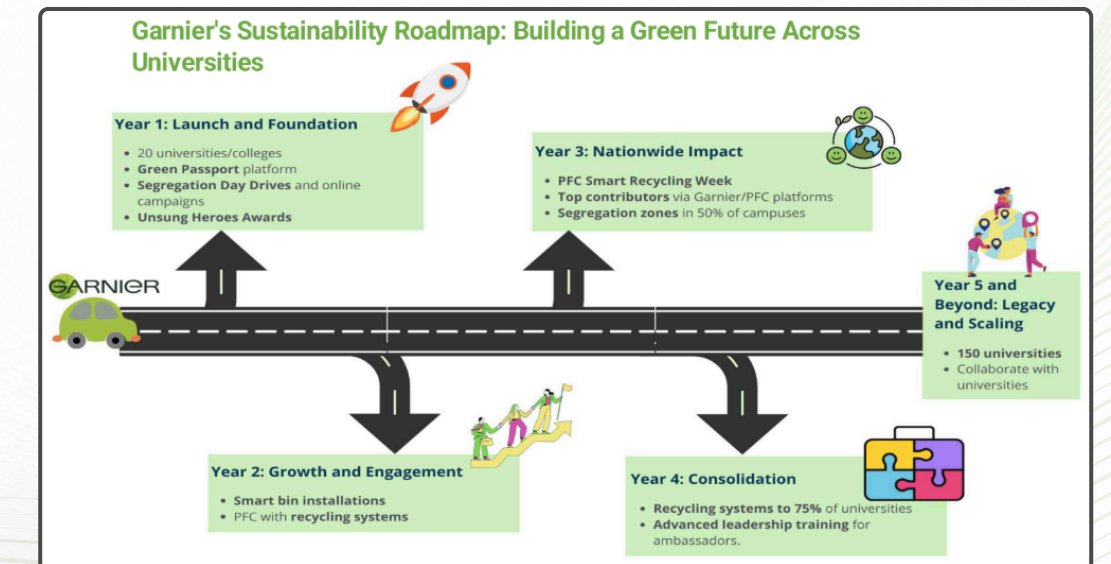 Garnier's Sustainability Roadmap: Building a Green Future Across
Universities
Year 1: Launch and Foundation
• 20 universities/colleges
• Green Passport platform
• Segregation Day Drives and online
campaigns
• Unsung Heroes Awards
Year 3: Nationwide Impact
• PFC Smart Recycling Week
• Top contributors via Garnier/PFC platforms
• Segregation zones in 50% of campuses
GARNIER
Year 5 and
Beyond: Legacy
and Scaling
• 150 universities
• Collaborate with
universities
Year 2: Growth and Engagement
• Smart bin installations
• PFC with recycling systems
Year 4: Consolidation
• Recycling systems to 75% of universities
• Advanced leadership training for
ambassadors.